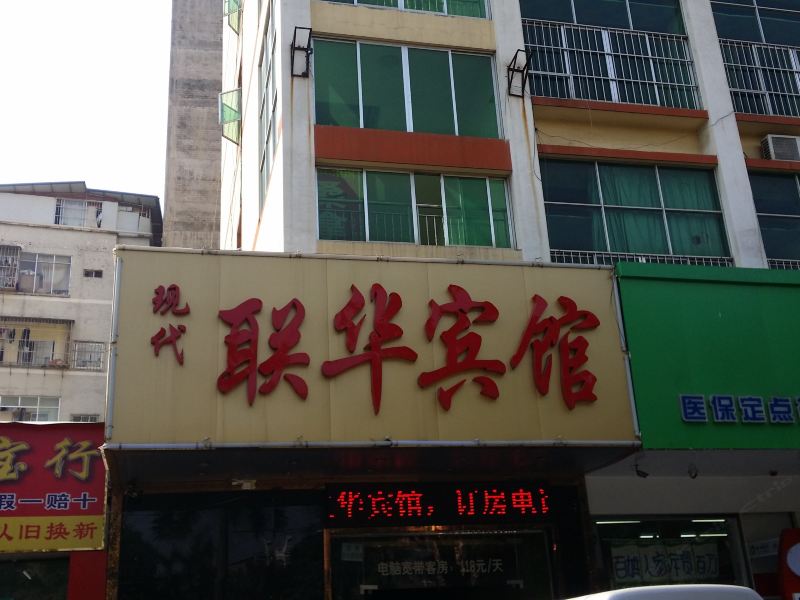 现代
联华宾馆
医保定点
宝行
假一赔十
以旧换新
华宾馆，订房电
电脑宽带客房：118元/天